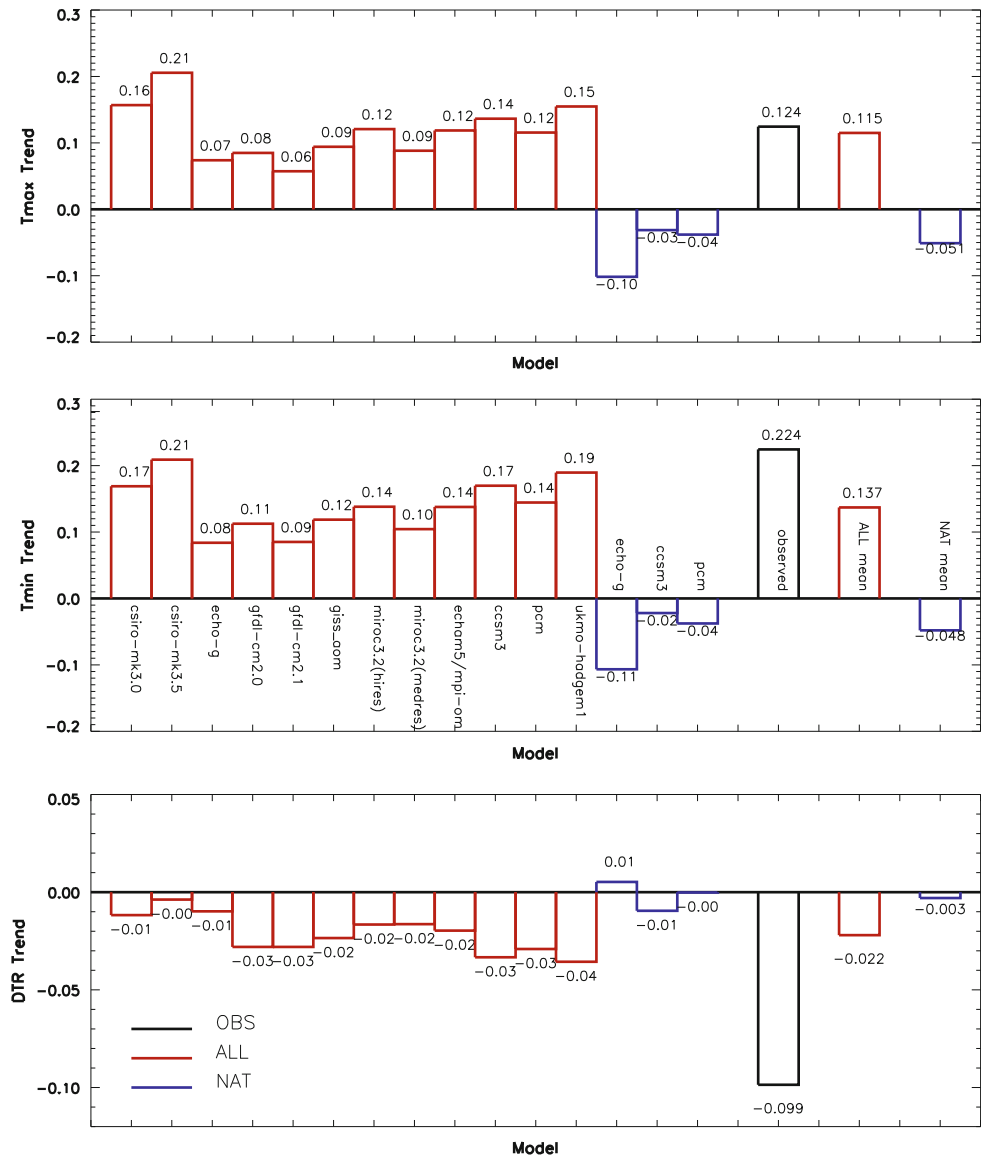 0.3
0.2
0.1
0.0
-0.1
-0.2
Tmax Trend
0.16
0.21
0.07
0.08
0.06
0.09
0.12
0.09
0.12
0.14
0.12
0.15
-0.10
-0.03
-0.04
0.124
0.115
-0.051
Model
0.3
0.2
0.1
0.0
-0.1
-0.2
Tmin Trend
0.17
0.21
0.08
0.11
0.09
0.12
0.14
0.10
0.14
0.17
0.14
0.19
-0.11
-0.02
-0.04
0.224
0.137
-0.048
csiro-mk3.0
csiro-mk3.5
echo-g
gfdl-cm2.0
gfdl-cm2.1
giss_aom
miroc3.2(hires)
miroc3.2(medres)
echam5/mpi-om
ccsm3
pcm
ukmo-hadgem1
echo-g
ccsm3
pcm
observed
ALL mean
NAT mean
Model
0.05
0.00
-0.05
-0.10
DTR Trend
-0.01
-0.00
-0.01
-0.03
-0.03
-0.02
-0.02
-0.02
-0.02
-0.03
-0.03
-0.04
0.01
-0.01
-0.00
-0.099
-0.022
-0.003
OBS
ALL
NAT
Model